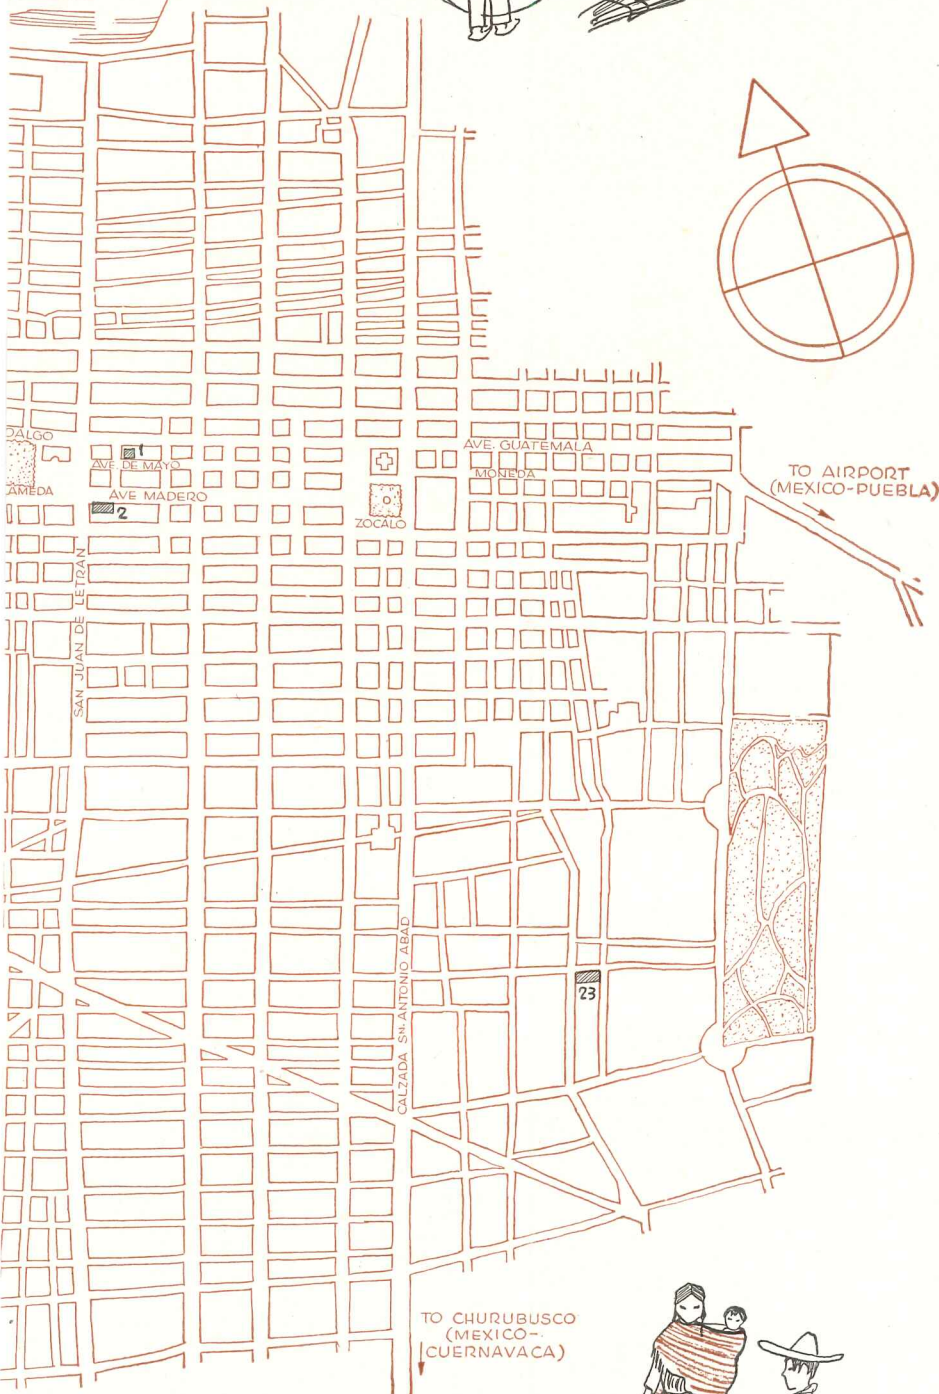 DALGO
1
AVE. DE MAYO
AMEDA
AVE MADERO
2
AVE. GUATEMALA
MONEDA
ZOCALO
TO AIRPORT
(MEXICO-PUEBLA)
SAN JUAN DE LETRAN
CALZADA SN. ANTONIO ABAD
23
TO CHURUBUSCO
(MEXICO-
CUERNAVACA)